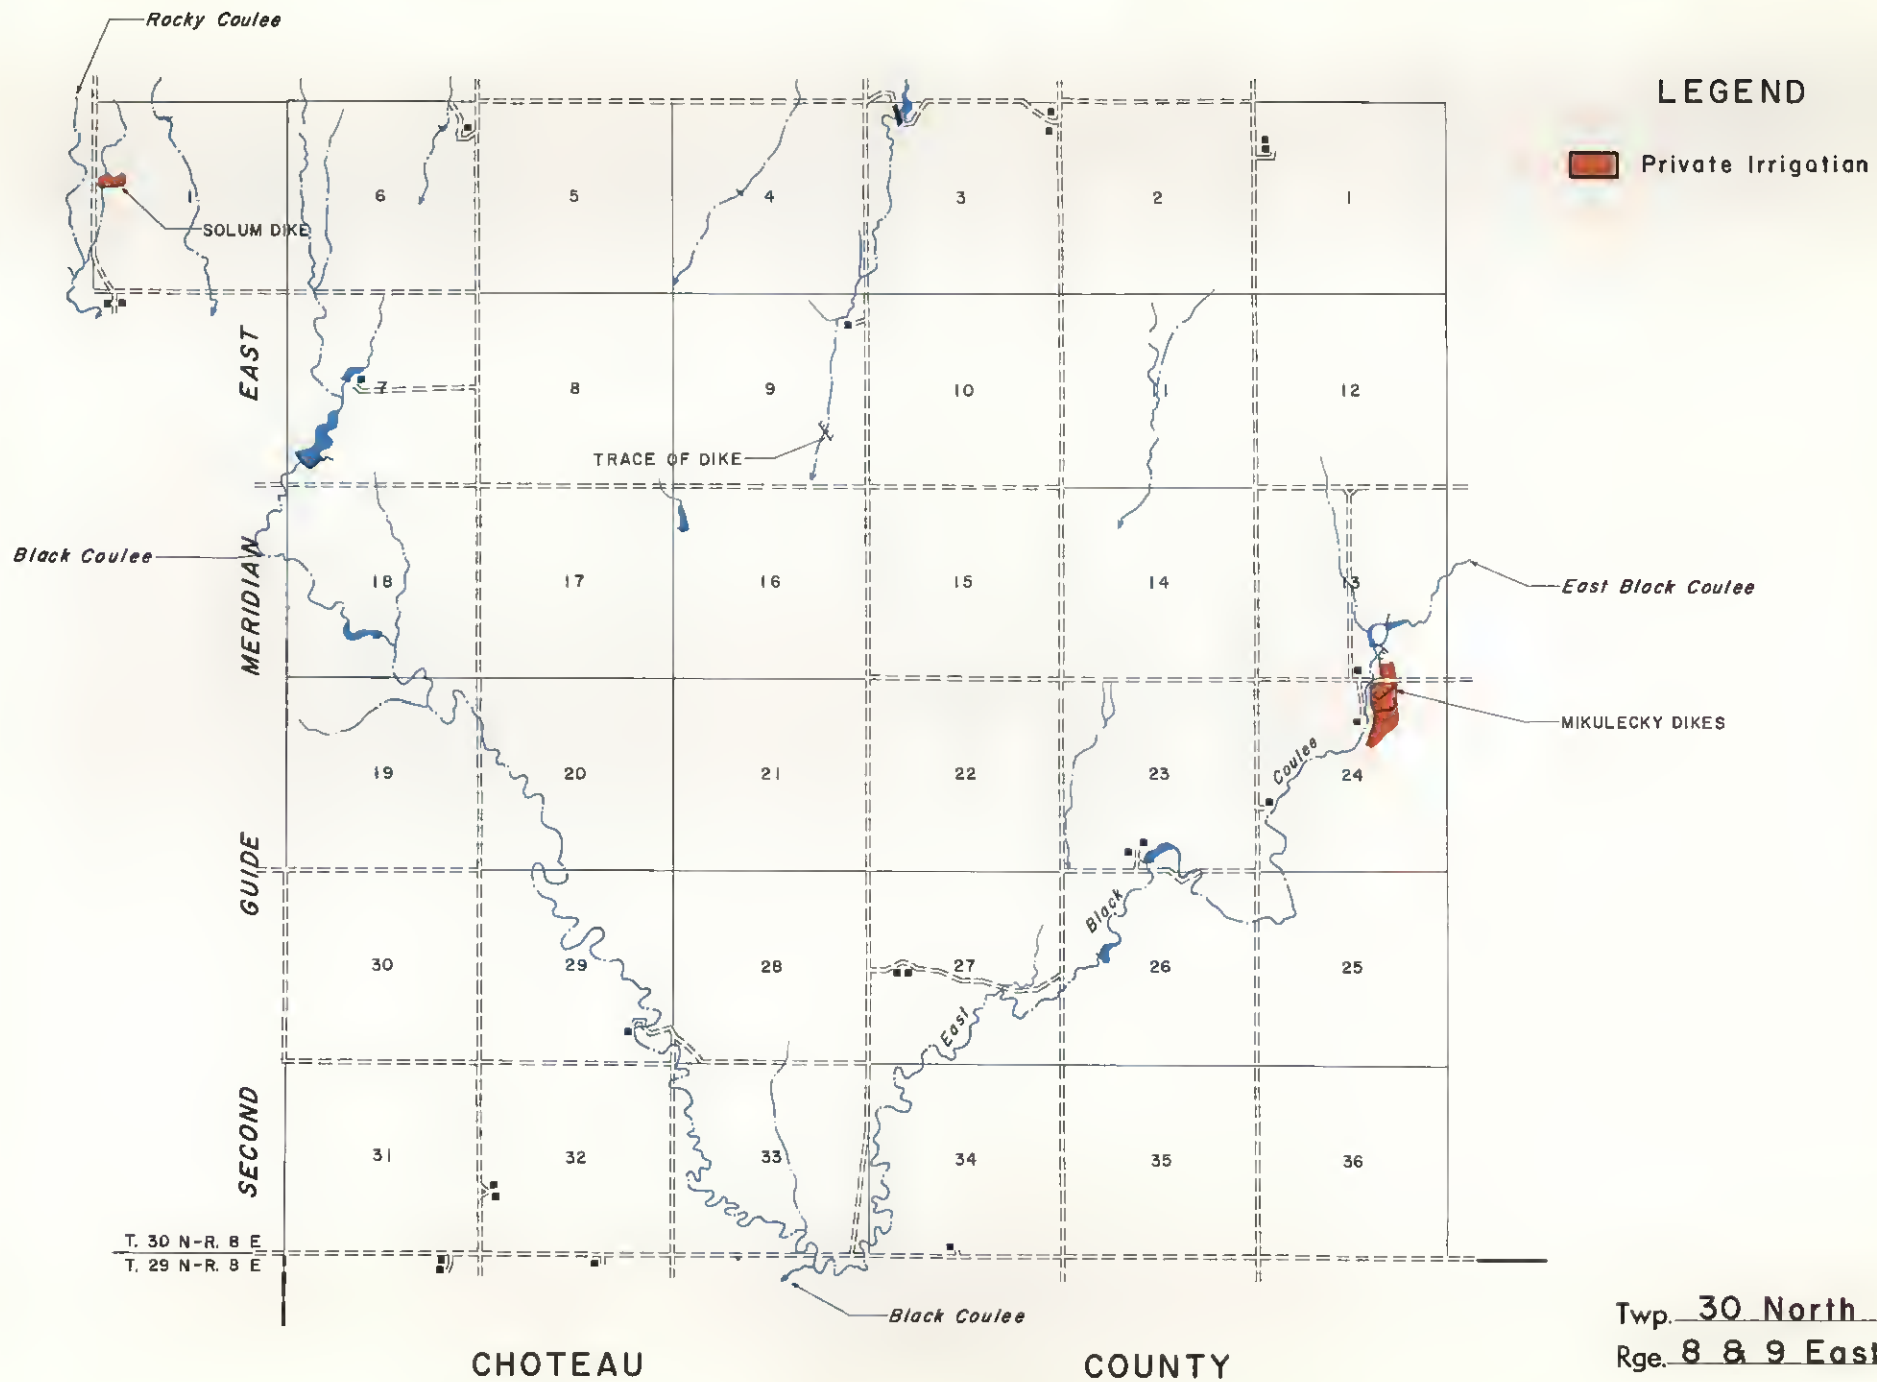 Rocky Coulee
LEGEND
Private Irrigation
1
6
5
4
3
2
1
SOLUM DIKE
EAST
7
8
9
10
11
12
TRACE OF DIKE
Black Coulee
MERIDIAN
18
17
16
15
14
13
East Black Coulee
MIKULECKY DIKES
19
20
21
22
23
Coulee
24
GUIDE
Black
30
29
28
27
26
25
East
SECOND
31
32
33
34
35
36
T. 30 N-R. 8 E
T. 29 N-R. 8 E
Black Coulee
Twp. 30 North
Rge. 8 & 9 East
CHOTEAU COUNTY